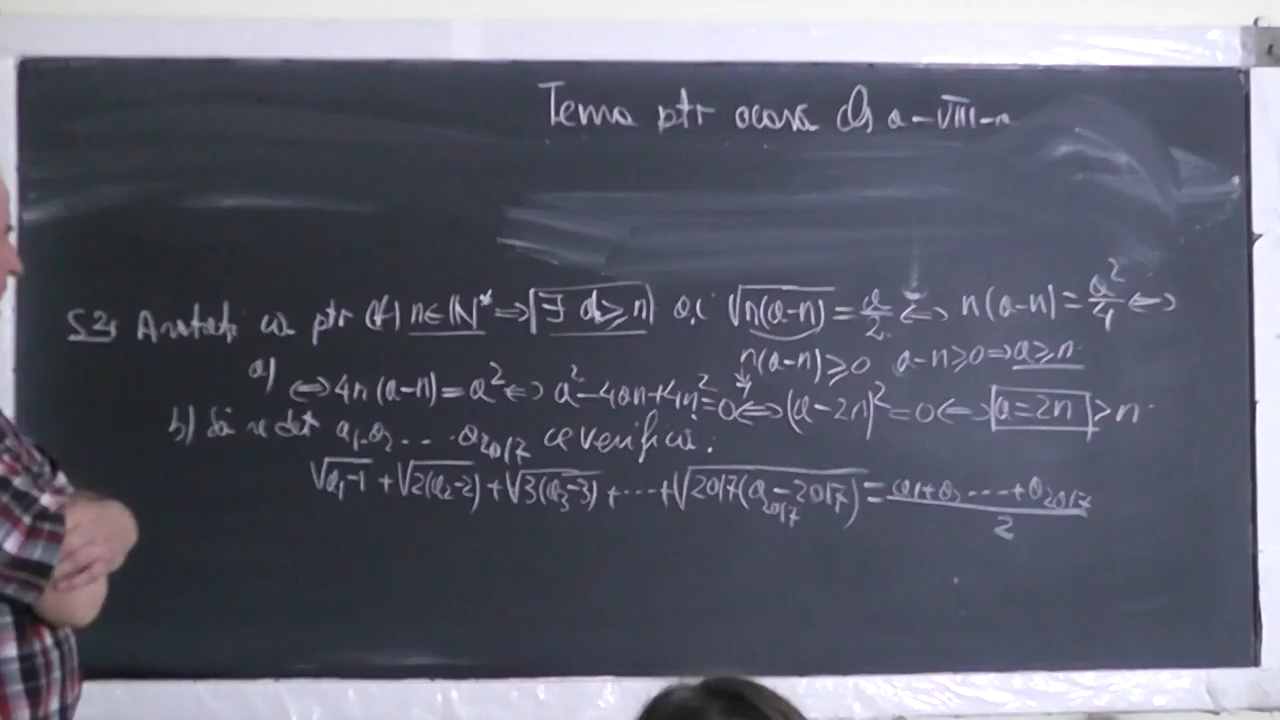 Tema ptr acasă Cls a-VIII-a
S2: Arătați că ptr (∀) n∈ℕ* ⇒ ∃ a≥n a.î √n(a-n) = a/2 ⇔ n(a-n) = a²/4 ⇔
n(a-n)≥0 a-n≥0⇒a≥n
a) ⇔4n(a-n)=a² ⇔ a²-4an+4n²=0 ⇔(a-2n)²=0⇔ a=2n >n
b) Să se det a₁, a₂ ... a₂₀₁₇ ce verifică:
√a₁-1 + √2(a₂-2) + √3(a₃-3) + ... + √2017(a₂₀₁₇-2017) = a₁+a₂ ... + a₂₀₁₇ / 2